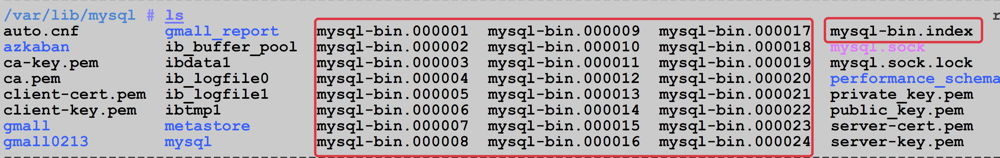 /var/lib/mysql # ls r
auto.cnf gmall_report mysql-bin.000001 mysql-bin.000009 mysql-bin.000017 mysql-bin.index
azkaban ib_buffer_pool mysql-bin.000002 mysql-bin.000010 mysql-bin.000018 mysql.sock
ca-key.pem ibdata1 mysql-bin.000003 mysql-bin.000011 mysql-bin.000019 mysql.sock.lock
ca.pem ib_logfile0 mysql-bin.000004 mysql-bin.000012 mysql-bin.000020 performance_schema
client-cert.pem ib_logfile1 mysql-bin.000005 mysql-bin.000013 mysql-bin.000021 private_key.pem
client-key.pem ibtmp1 mysql-bin.000006 mysql-bin.000014 mysql-bin.000022 public_key.pem
gmall metastore mysql-bin.000007 mysql-bin.000015 mysql-bin.000023 server-cert.pem
gmall0213 mysql mysql-bin.000008 mysql-bin.000016 mysql-bin.000024 server-key.pem